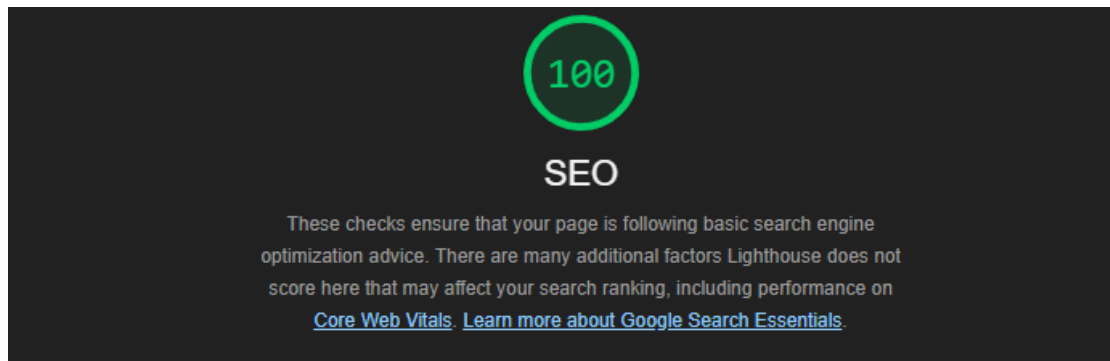 100
SEO
These checks ensure that your page is following basic search engine
optimization advice. There are many additional factors Lighthouse does not
score here that may affect your search ranking, including performance on
Core Web Vitals. Learn more about Google Search Essentials.